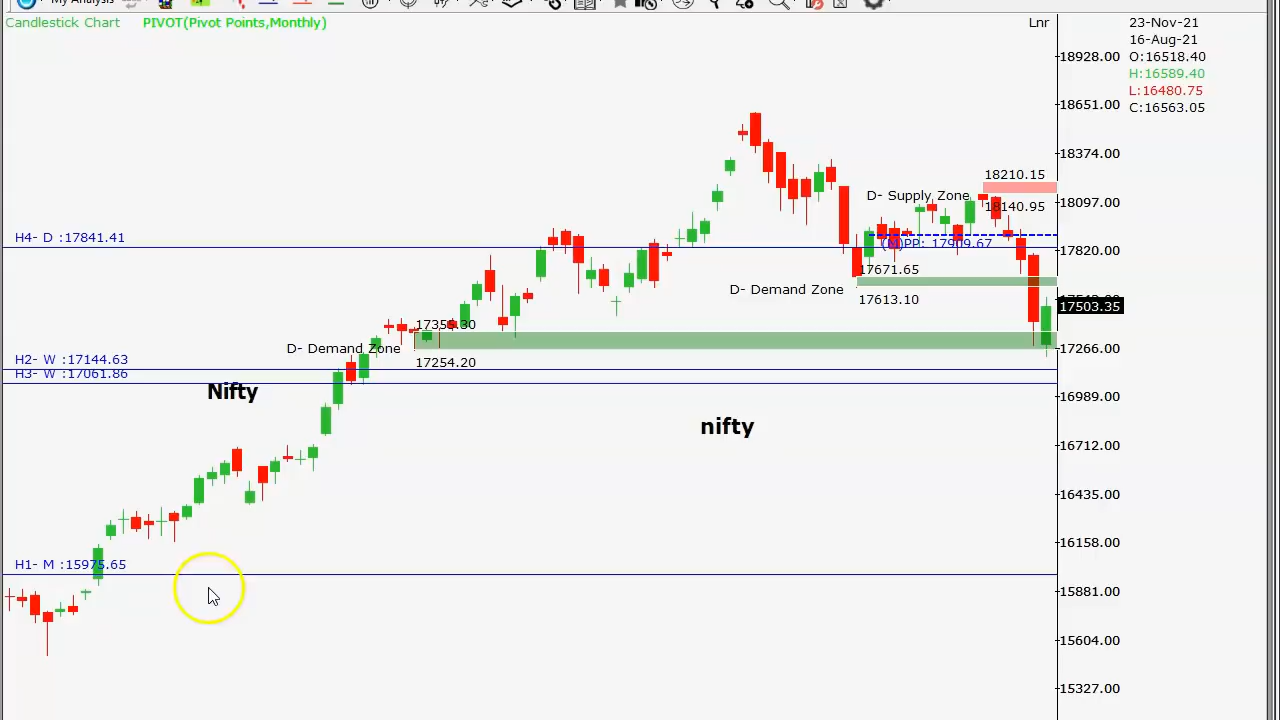 My Analysis
Candlestick Chart PIVOT(Pivot Points,Monthly) Lnr
23-Nov-21
16-Aug-21
O:16518.40
H:16589.40
L:16480.75
C:16563.05
18928.00
18651.00
18374.00
18097.00
17820.00
17503.35
17266.00
16989.00
16712.00
16435.00
16158.00
15881.00
15604.00
15327.00
18210.15
D- Supply Zone
18140.95
H4- D :17841.41
(M)PP: 17909.67
17671.65
D- Demand Zone
17613.10
D- Demand Zone
17254.20
H2- W :17144.63
H3- W :17061.86
Nifty
nifty
H1- M :15975.65